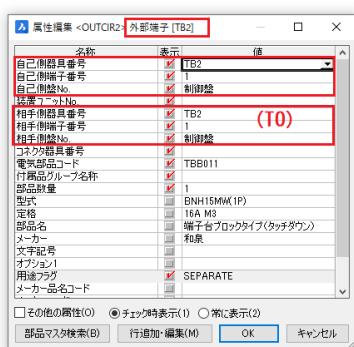 属性編集 <OUTCIR2> 外部端子 [TB2]
名称 表示 値
自己側器具番号 TB2
自己側端子番号 1
自己側盤No. 制御盤
装置ユニットNo.
相手側器具番号 TB2
相手側端子番号 1
相手側盤No. 制御盤
(TO)
コネクタ器具番号
電気部品コード TBB011
付属品グループ名称
部品数量 1
型式 BNH15MW(1P)
定格 16A M3
部品名 端子台ブロックタイプ(タッチダウン)
メーカー 和泉
文字記号
オプション1
用途フラグ SEPARATE
メーカー品名コード
その他の属性(O) チェック時表示(1) 常に表示(2)
部品マスタ検索(B) 行追加・編集(M) OK キャンセル